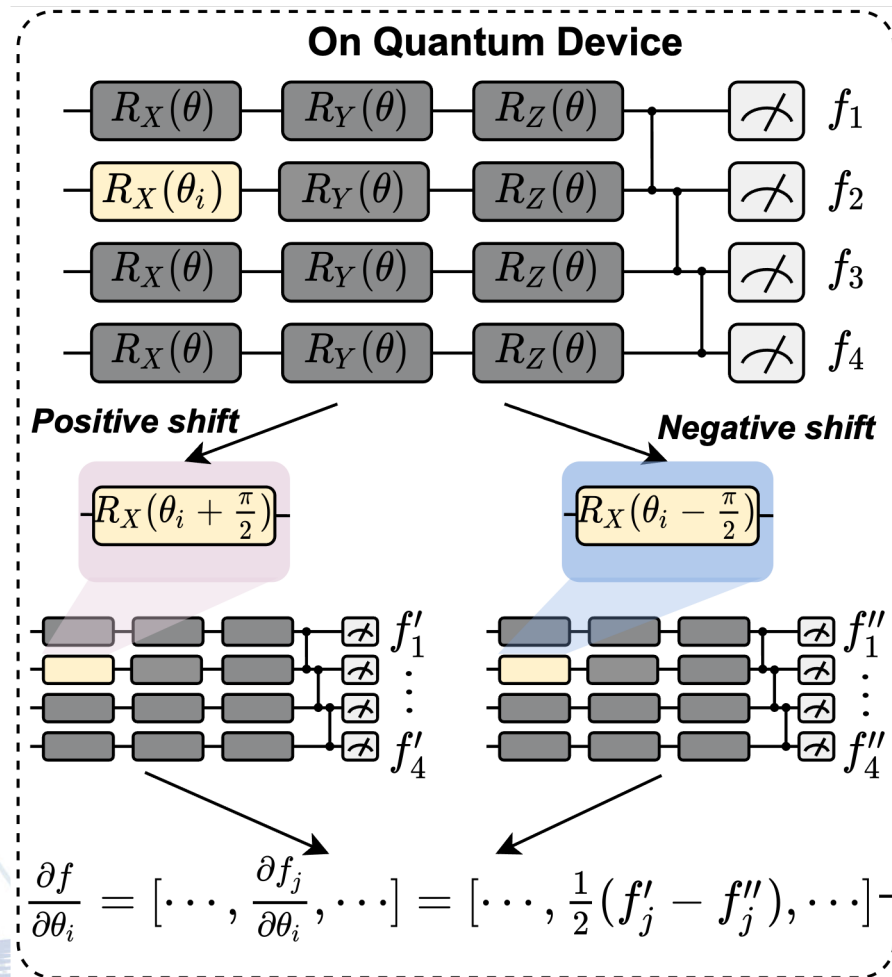 On Quantum Device
R_X(θ) R_Y(θ) R_Z(θ) f_1
R_X(θ_i) R_Y(θ) R_Z(θ) f_2
R_X(θ) R_Y(θ) R_Z(θ) f_3
R_X(θ) R_Y(θ) R_Z(θ) f_4
Positive shift
Negative shift
R_X(θ_i + π/2)
R_X(θ_i − π/2)
f′_1 ⋮ f′_4
f″_1 ⋮ f″_4
∂f/∂θ_i = [⋯, ∂f_j/∂θ_i, ⋯] = [⋯, 1/2(f′_j − f″_j), ⋯]